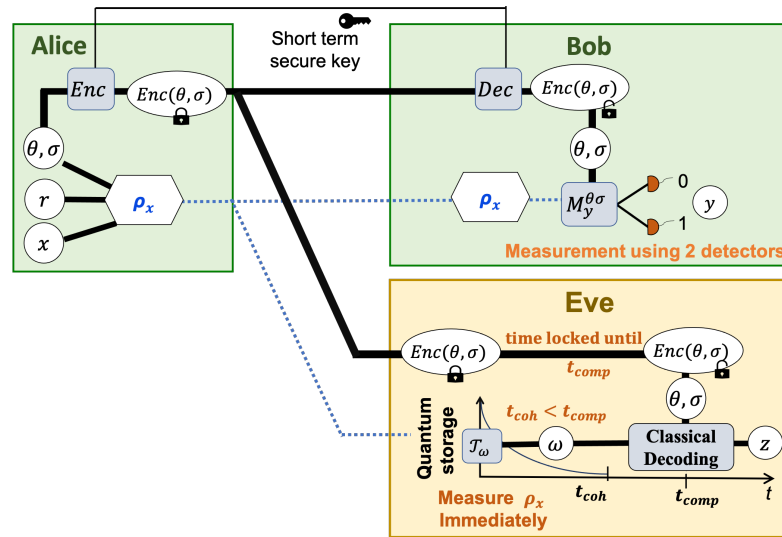 Alice
Short term
secure key
Bob
Enc
Enc(θ,σ)
Dec
Enc(θ,σ)
θ,σ
θ,σ
r
ρₓ
ρₓ
M_y^{θσ}
0
1
y
x
Measurement using 2 detectors
Eve
Enc(θ,σ)
time locked until
t_comp
Enc(θ,σ)
θ,σ
Quantum
storage
t_coh < t_comp
𝒯_ω
ω
Classical
Decoding
z
Measure ρₓ
Immediately
t_coh
t_comp
t